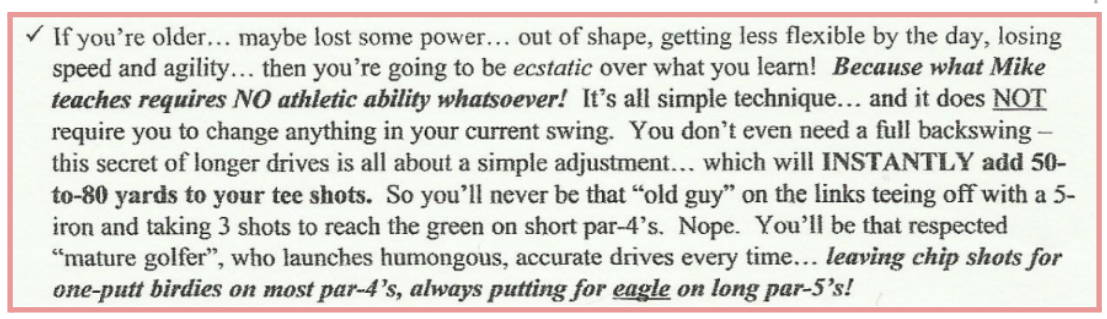 ✓ If you’re older… maybe lost some power… out of shape, getting less flexible by the day, losing
speed and agility… then you’re going to be ecstatic over what you learn! Because what Mike
teaches requires NO athletic ability whatsoever! It’s all simple technique… and it does NOT
require you to change anything in your current swing. You don’t even need a full backswing –
this secret of longer drives is all about a simple adjustment… which will INSTANTLY add 50-
to-80 yards to your tee shots. So you’ll never be that “old guy” on the links teeing off with a 5-
iron and taking 3 shots to reach the green on short par-4’s. Nope. You’ll be that respected
“mature golfer”, who launches humongous, accurate drives every time… leaving chip shots for
one-putt birdies on most par-4’s, always putting for eagle on long par-5’s!